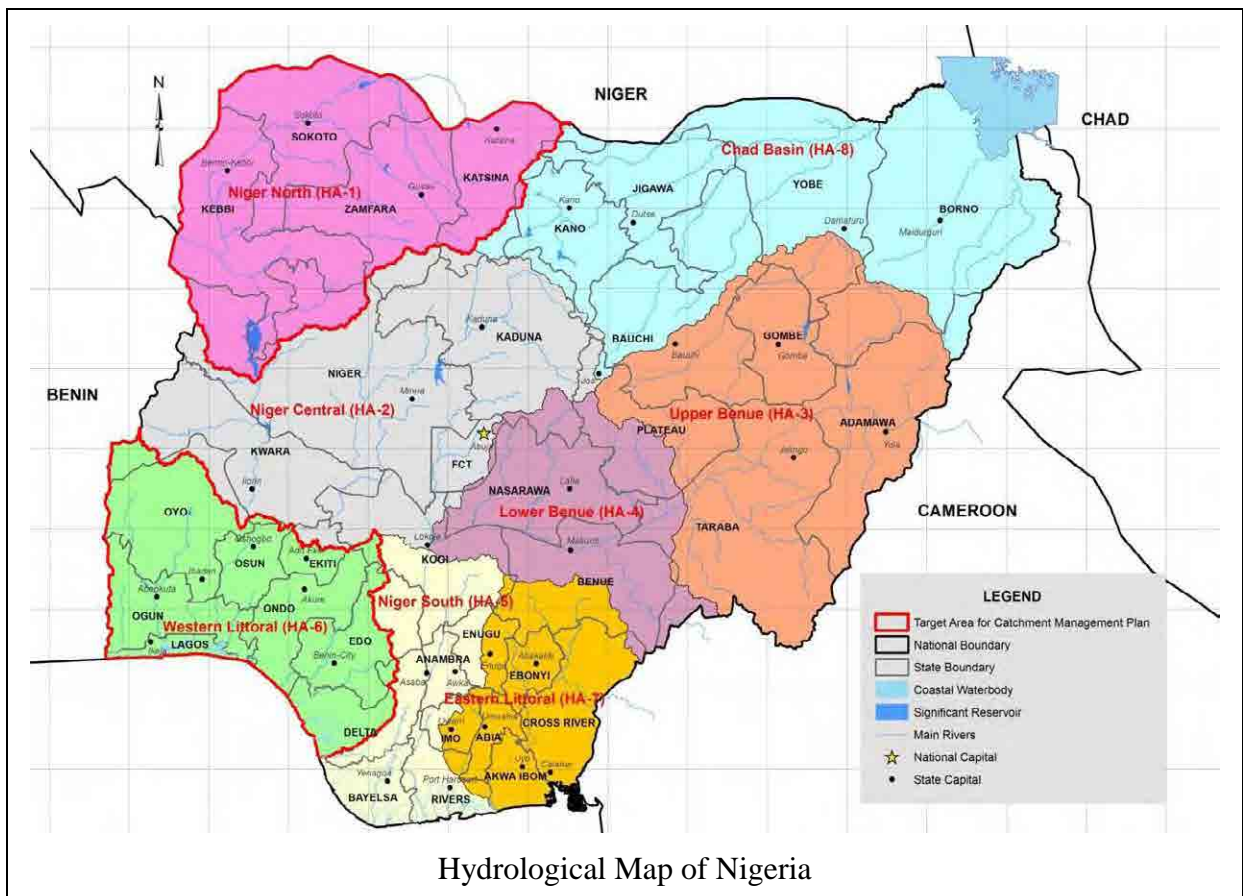 N
NIGER
CHAD
Sokoto
SOKOTO
Katsina
Chad Basin (HA-8)
Birnin-Kebbi
KATSINA
JIGAWA
YOBE
Niger North (HA-1)
Gusau
KEBBI
ZAMFARA
Kano
Dutse
BORNO
KANO
Damaturu
Maiduguri
Kaduna
KADUNA
BAUCHI
GOMBE
Bauchi
Gombe
NIGER
Jos
BENIN
Minna
Niger Central (HA-2)
Upper Benue (HA-3)
PLATEAU
ADAMAWA
Abuja
Yola
KWARA
FCT
Jalingo
Ilorin
Lafia
NASARAWA
OYO
Lower Benue (HA-4)
CAMEROON
TARABA
Oshogbo
Ado Ekiti
Lokoja
Makurdi
OSUN
EKITI
KOGI
Ibadan
BENUE
Abeokuta
Akure
LEGEND
OGUN
ONDO
Niger South (HA-5)
Target Area for Catchment Management Plan
Western Littoral (HA-6)
EDO
ENUGU
National Boundary
LAGOS
Ikeja
Benin-City
ANAMBRA
Enugu
Abakaliki
State Boundary
Asaba
Awka
EBONYI
Coastal Waterbody
Eastern Littoral (HA-7)
Significant Reservoir
DELTA
Owerri
Umuahia
CROSS RIVER
Main Rivers
IMO
ABIA
National Capital
Yenagoa
Port Harcourt
Uyo
Calabar
State Capital
BAYELSA
RIVERS
AKWA IBOM
Hydrological Map of Nigeria